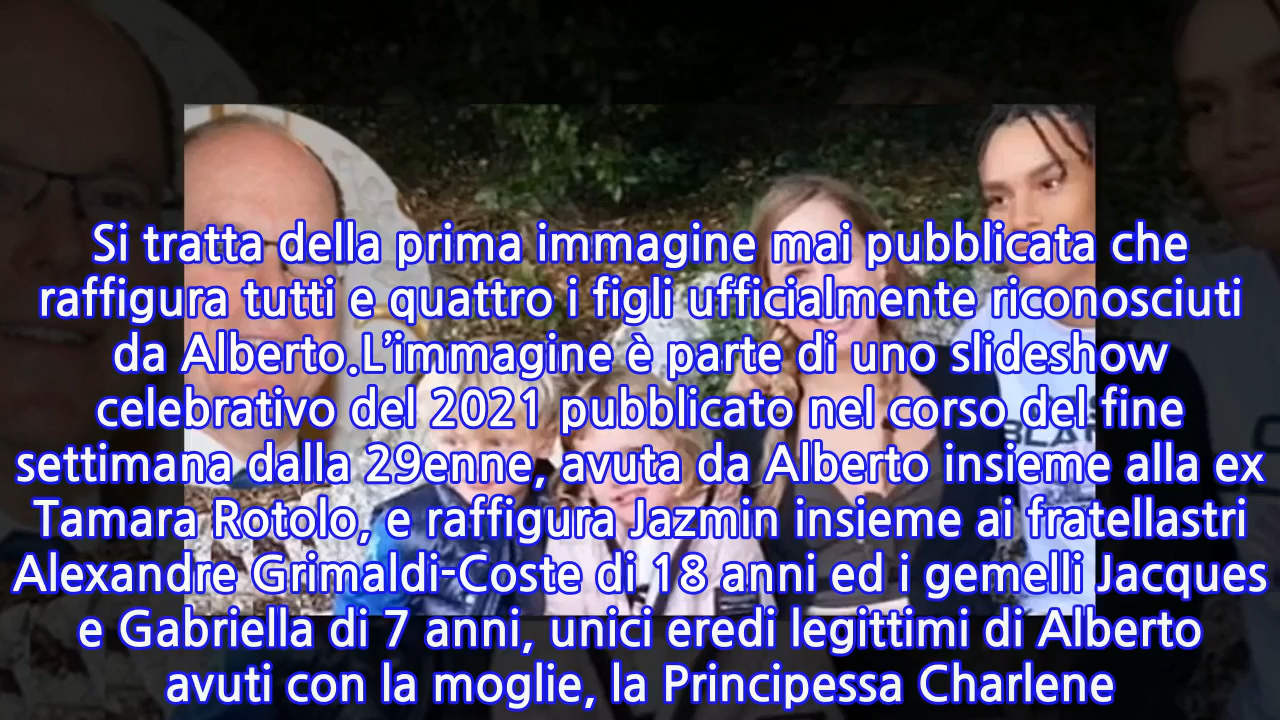 Si tratta della prima immagine mai pubblicata che
raffigura tutti e quattro i figli ufficialmente riconosciuti
da Alberto.L’immagine è parte di uno slideshow
celebrativo del 2021 pubblicato nel corso del fine
settimana dalla 29enne, avuta da Alberto insieme alla ex
Tamara Rotolo, e raffigura Jazmin insieme ai fratellastri
Alexandre Grimaldi-Coste di 18 anni ed i gemelli Jacques
e Gabriella di 7 anni, unici eredi legittimi di Alberto
avuti con la moglie, la Principessa Charlene